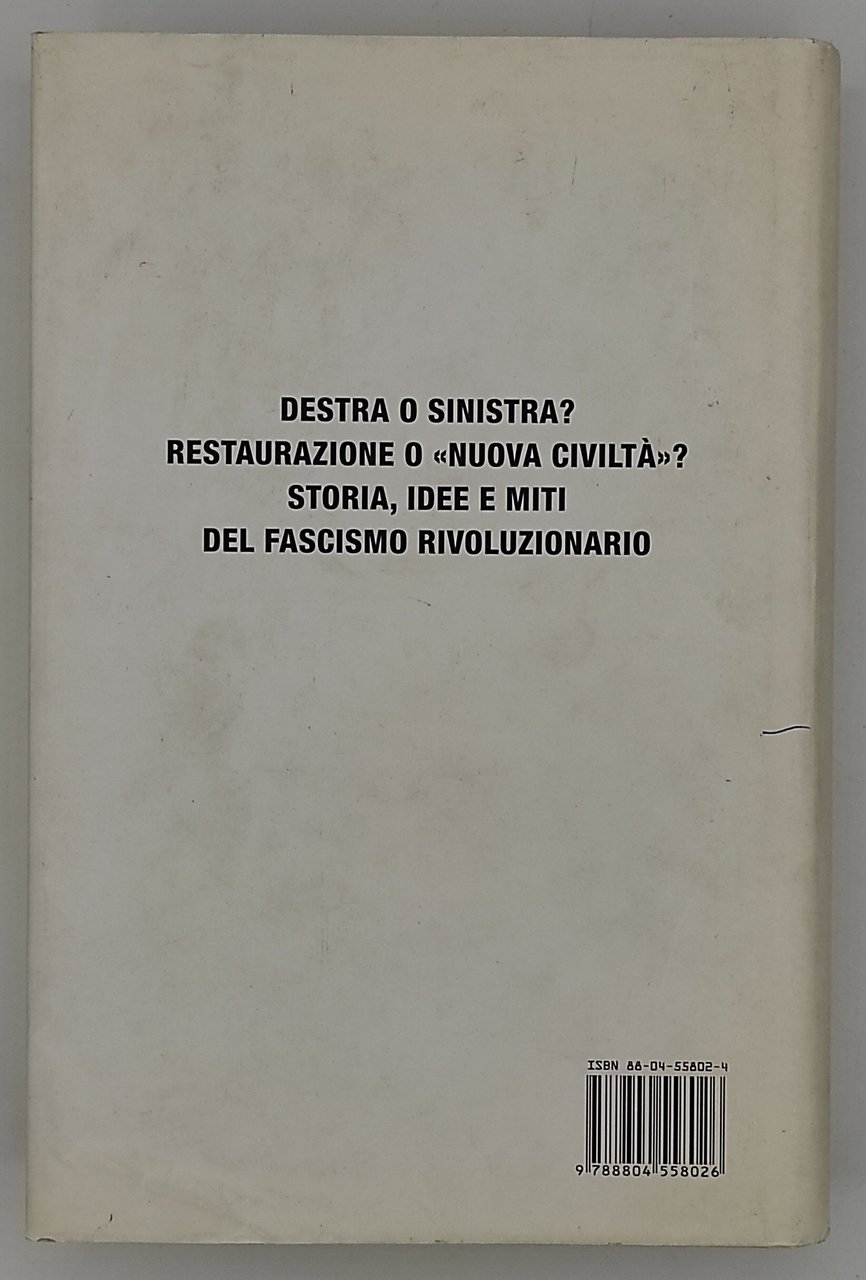 DESTRA O SINISTRA?
RESTAURAZIONE O «NUOVA CIVILTÀ»?
STORIA, IDEE E MITI
DEL FASCISMO RIVOLUZIONARIO
ISBN 88-04-55802-4
9 788804 558026